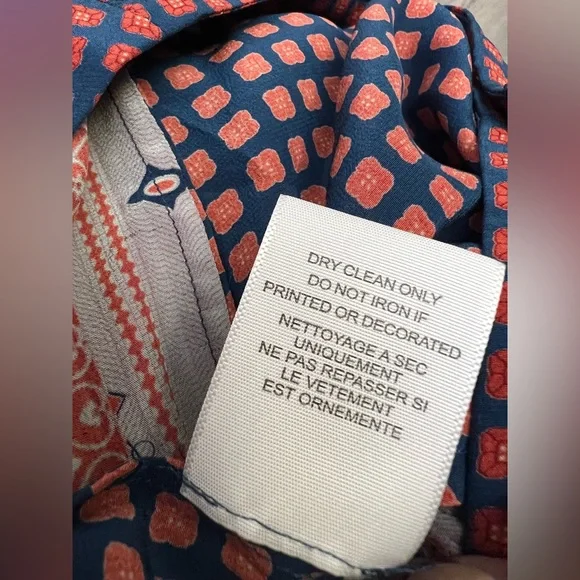 DRY CLEAN ONLY
DO NOT IRON IF
PRINTED OR DECORATED
NETTOYAGE A SEC
UNIQUEMENT
NE PAS REPASSER SI
LE VETEMENT
EST ORNEMENTE